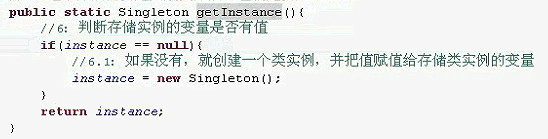 public static Singleton getInstance(){
//6：判断存储实例的变量是否有值
if(instance == null){
//6.1：如果没有，就创建一个类实例，并把值赋值给存储类实例的变量
instance = new Singleton();
}
return instance;
}